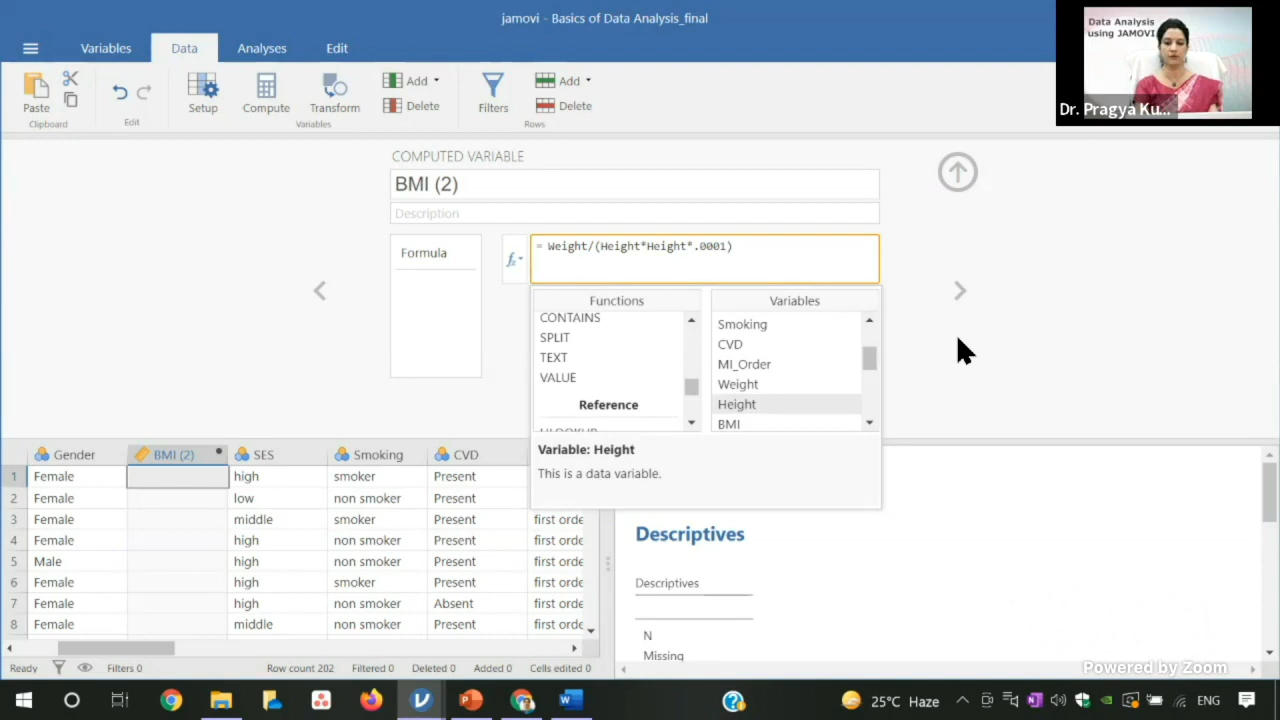 jamovi - Basics of Data Analysis_final
Data Analysis
using JAMOVI
Dr. Pragya Ku...
Variables Data Analyses Edit
Paste Setup Compute Transform Add Delete Filters Add Delete
Clipboard Edit Variables Rows
COMPUTED VARIABLE
BMI (2)
Description
Formula
fx
= Weight/(Height*Height*.0001)
Functions Variables
CONTAINS
SPLIT
TEXT
VALUE
Reference
Smoking
CVD
MI_Order
Weight
Height
BMI
Variable: Height
This is a data variable.
Gender BMI (2) SES Smoking CVD
1 Female high smoker Present
2 Female low non smoker Present
3 Female middle smoker Present first orde
4 Female high non smoker Present first orde
5 Male high non smoker Present first orde
6 Female high smoker Present first orde
7 Female high non smoker Absent first orde
8 Female middle non smoker Present first orde
Descriptives
Descriptives
N
Missing
Ready Filters 0 Row count 202 Filtered 0 Deleted 0 Added 0 Cells edited 0
Powered by Zoom
25°C Haze ENG